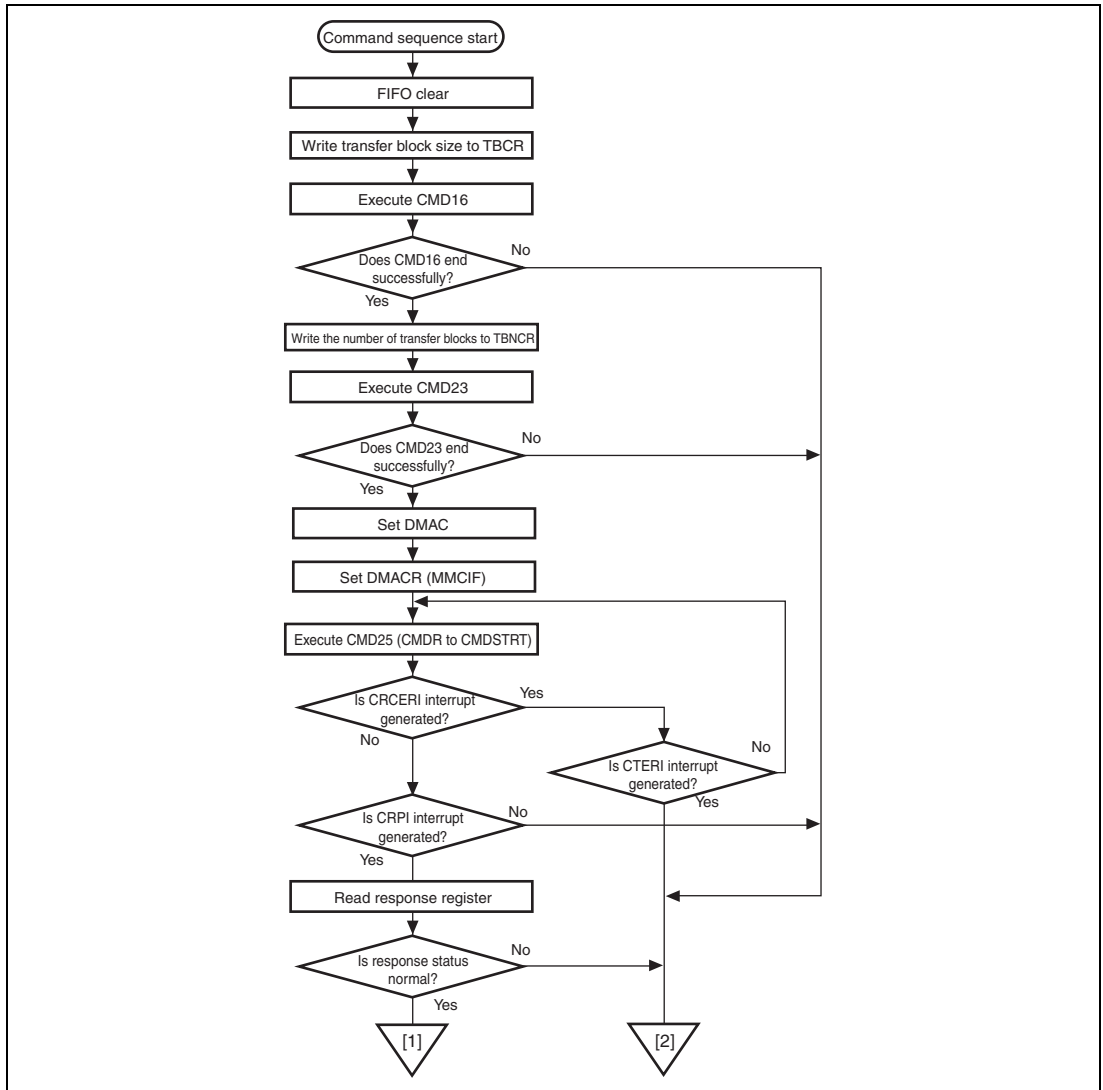 Command sequence start
FIFO clear
Write transfer block size to TBCR
Execute CMD16
No
Does CMD16 end
successfully?
Yes
Write the number of transfer blocks to TBNCR
Execute CMD23
No
Does CMD23 end
successfully?
Yes
Set DMAC
Set DMACR (MMCIF)
Execute CMD25 (CMDR to CMDSTRT)
Is CRCERI interrupt
generated?
Yes
No
Is CTERI interrupt
generated?
No
Yes
Is CRPI interrupt
generated?
No
Yes
Read response register
No
Is response status
normal?
Yes
[1]
[2]